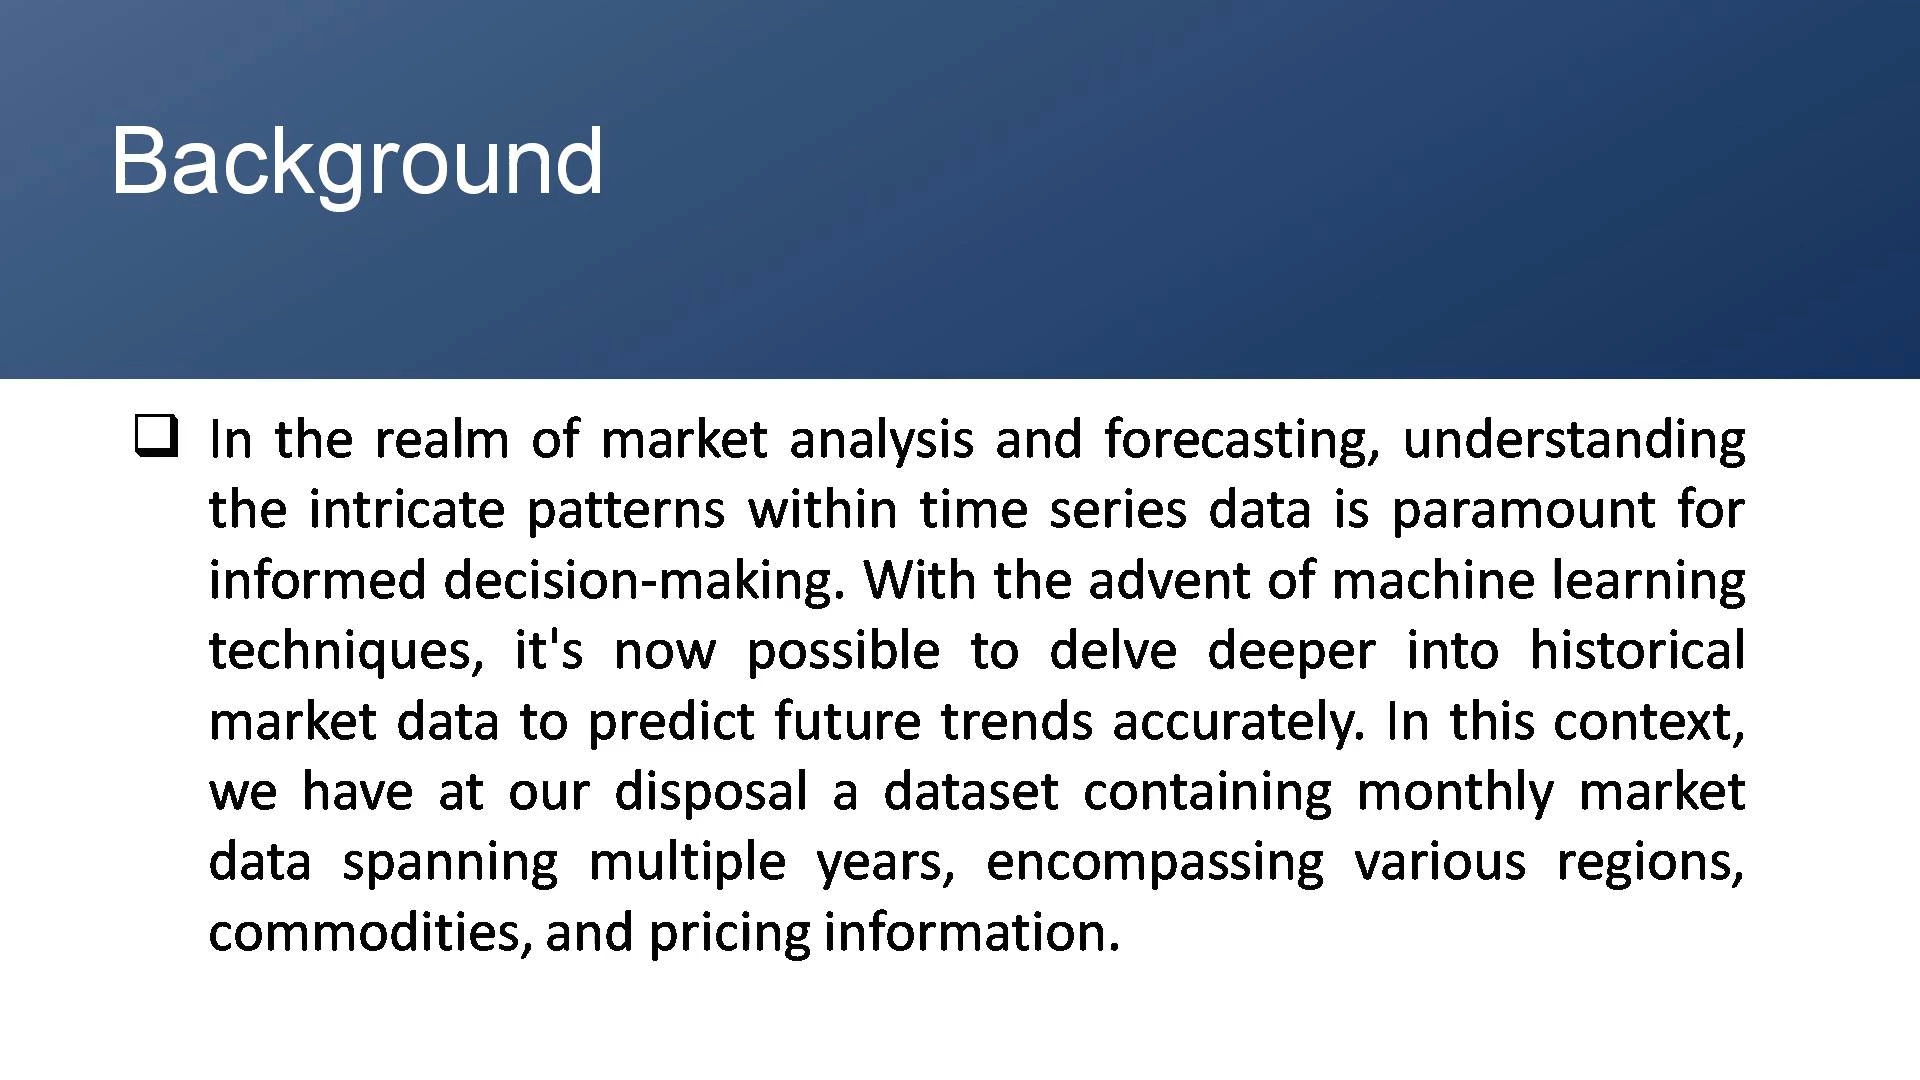 Background
In the realm of market analysis and forecasting, understanding
the intricate patterns within time series data is paramount for
informed decision-making. With the advent of machine learning
techniques, it's now possible to delve deeper into historical
market data to predict future trends accurately. In this context,
we have at our disposal a dataset containing monthly market
data spanning multiple years, encompassing various regions,
commodities, and pricing information.